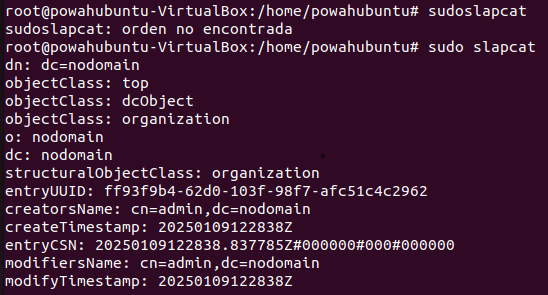 root@powahubuntu-VirtualBox:/home/powahubuntu# sudoslapcat
sudoslapcat: orden no encontrada
root@powahubuntu-VirtualBox:/home/powahubuntu# sudo slapcat
dn: dc=nodomain
objectClass: top
objectClass: dcObject
objectClass: organization
o: nodomain
dc: nodomain
structuralObjectClass: organization
entryUUID: ff93f9b4-62d0-103f-98f7-afc51c4c2962
creatorsName: cn=admin,dc=nodomain
createTimestamp: 20250109122838Z
entryCSN: 20250109122838.837785Z#000000#000#000000
modifiersName: cn=admin,dc=nodomain
modifyTimestamp: 20250109122838Z